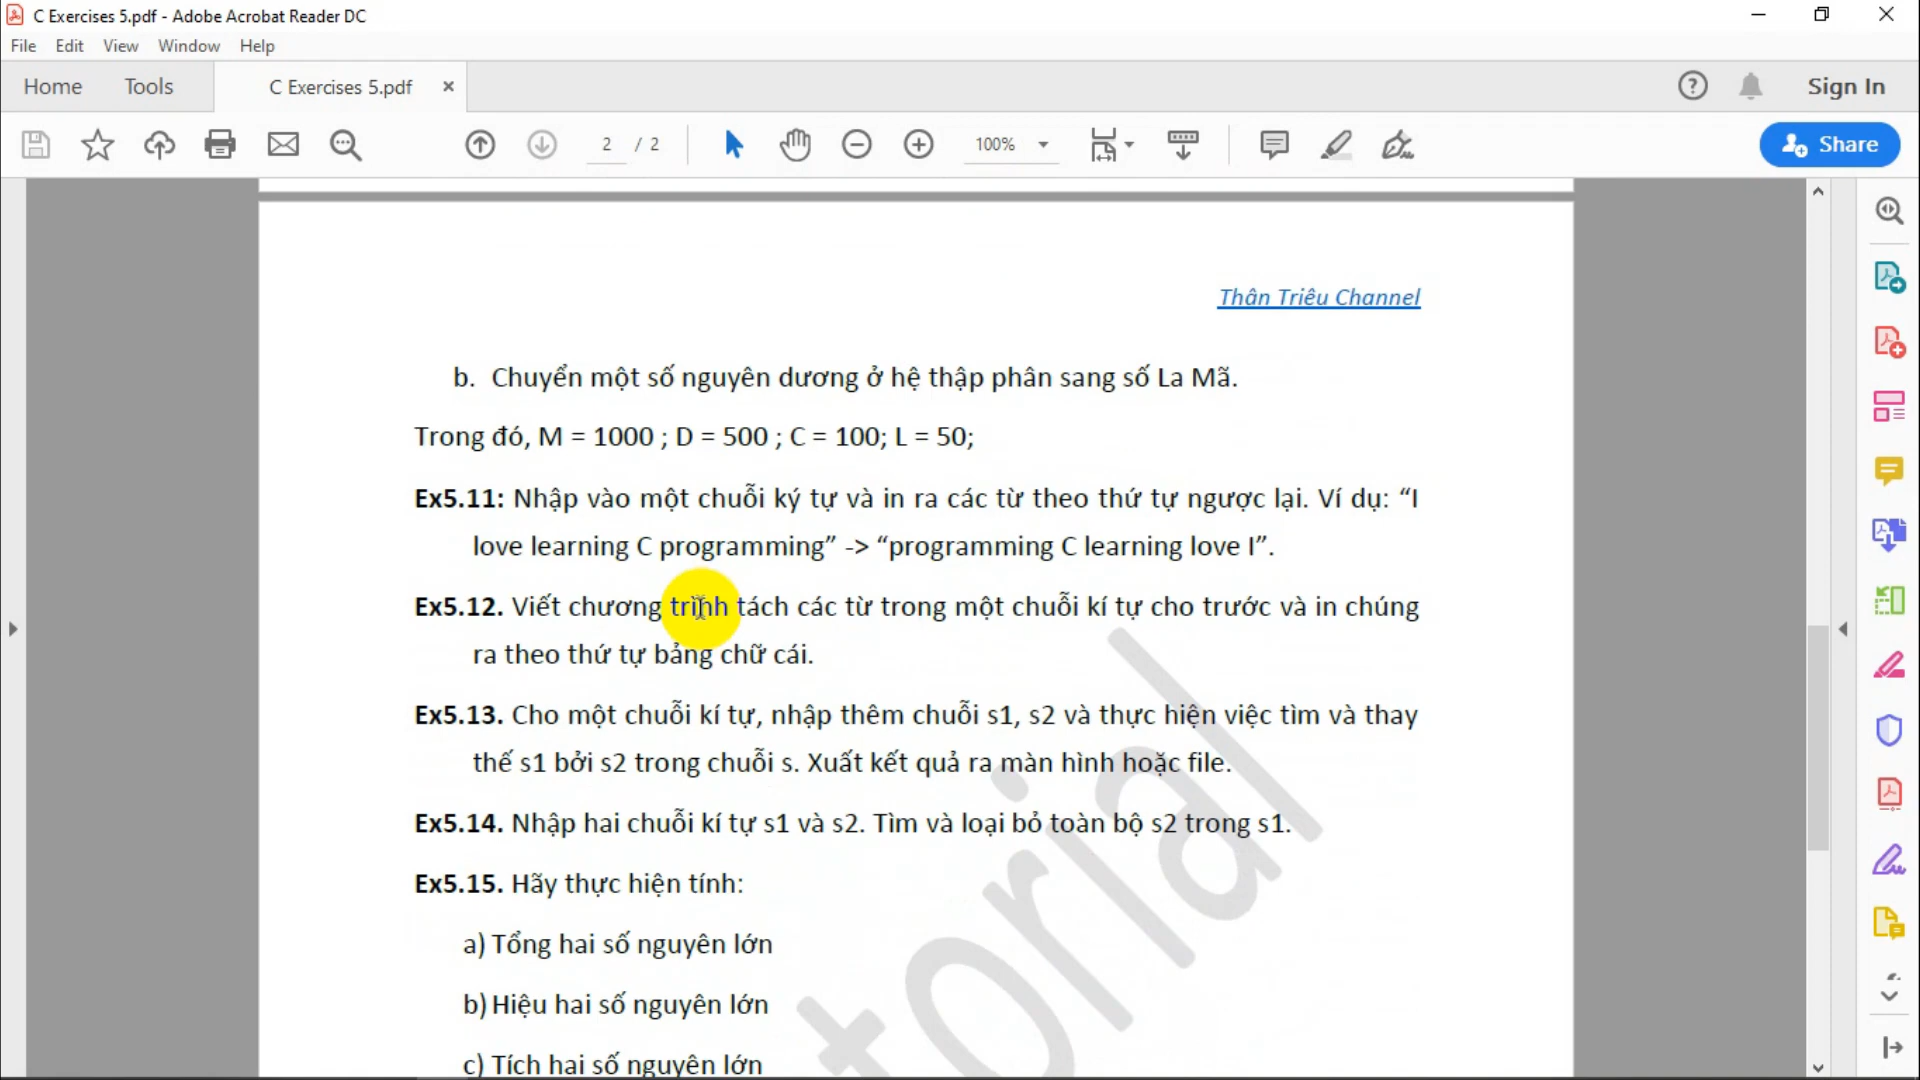 C Exercises 5.pdf - Adobe Acrobat Reader DC
File Edit View Window Help
Home Tools C Exercises 5.pdf × Sign In
2 / 2 100% Share
Thân Triệu Channel
b. Chuyển một số nguyên dương ở hệ thập phân sang số La Mã.
Trong đó, M = 1000 ; D = 500 ; C = 100; L = 50;
Ex5.11: Nhập vào một chuỗi ký tự và in ra các từ theo thứ tự ngược lại. Ví dụ: “I
love learning C programming” -> “programming C learning love I”.
Ex5.12. Viết chương trình tách các từ trong một chuỗi kí tự cho trước và in chúng
ra theo thứ tự bảng chữ cái.
Ex5.13. Cho một chuỗi kí tự, nhập thêm chuỗi s1, s2 và thực hiện việc tìm và thay
thế s1 bởi s2 trong chuỗi s. Xuất kết quả ra màn hình hoặc file.
Ex5.14. Nhập hai chuỗi kí tự s1 và s2. Tìm và loại bỏ toàn bộ s2 trong s1.
Ex5.15. Hãy thực hiện tính:
a) Tổng hai số nguyên lớn
b) Hiệu hai số nguyên lớn
c) Tích hai số nguyên lớn
torial